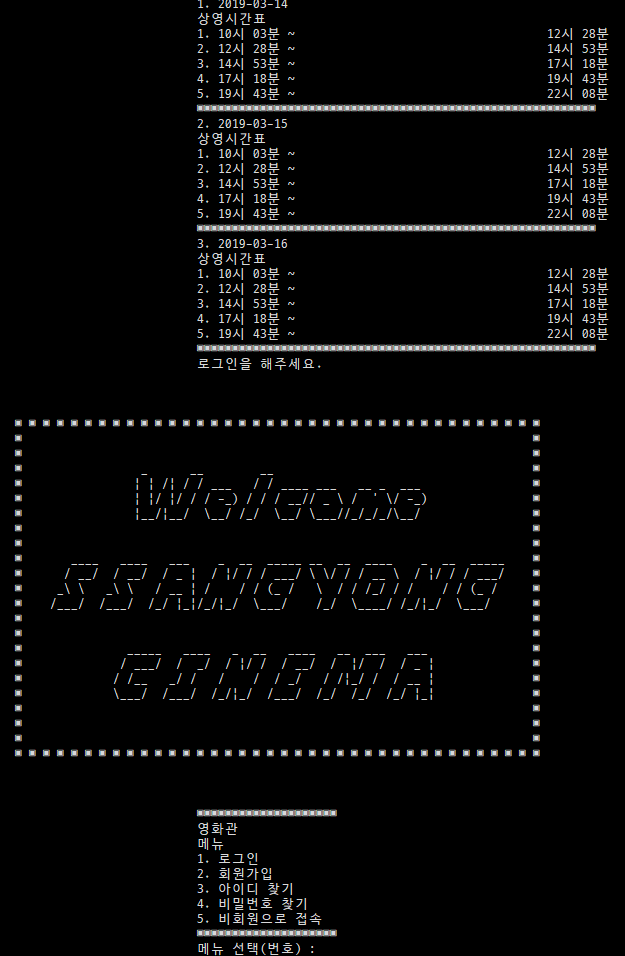 1. 2019-03-14
상영시간표
1. 10시 03분 ~ 12시 28분
2. 12시 28분 ~ 14시 53분
3. 14시 53분 ~ 17시 18분
4. 17시 18분 ~ 19시 43분
5. 19시 43분 ~ 22시 08분
2. 2019-03-15
상영시간표
1. 10시 03분 ~ 12시 28분
2. 12시 28분 ~ 14시 53분
3. 14시 53분 ~ 17시 18분
4. 17시 18분 ~ 19시 43분
5. 19시 43분 ~ 22시 08분
3. 2019-03-16
상영시간표
1. 10시 03분 ~ 12시 28분
2. 12시 28분 ~ 14시 53분
3. 14시 53분 ~ 17시 18분
4. 17시 18분 ~ 19시 43분
5. 19시 43분 ~ 22시 08분
로그인을 해주세요.
Welcome
SSANGYONG
CINEMA
영화관
메뉴
1. 로그인
2. 회원가입
3. 아이디 찾기
4. 비밀번호 찾기
5. 비회원으로 접속
메뉴 선택(번호) :